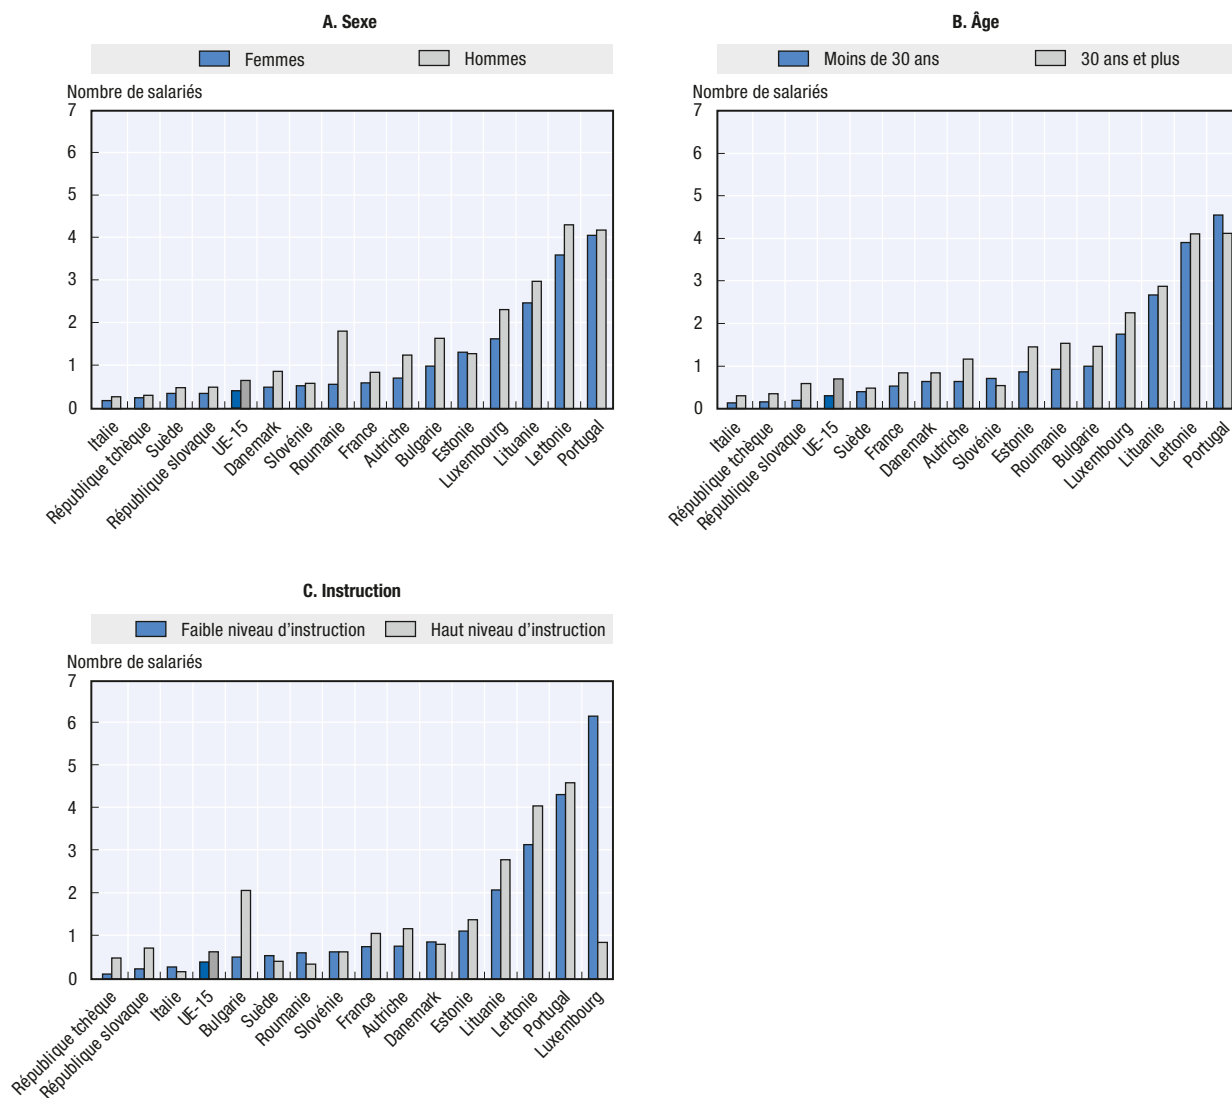 A. Sexe
Femmes Hommes
Nombre de salariés
7
6
5
4
3
2
1
0
Italie
République tchèque
Suède
République slovaque
UE-15
Danemark
Slovénie
Roumanie
France
Autriche
Bulgarie
Estonie
Luxembourg
Lituanie
Lettonie
Portugal
B. Âge
Moins de 30 ans 30 ans et plus
Nombre de salariés
7
6
5
4
3
2
1
0
Italie
République tchèque
République slovaque
UE-15
Suède
France
Danemark
Autriche
Slovénie
Estonie
Roumanie
Bulgarie
Luxembourg
Lituanie
Lettonie
Portugal
C. Instruction
Faible niveau d'instruction Haut niveau d'instruction
Nombre de salariés
7
6
5
4
3
2
1
0
République tchèque
République slovaque
Italie
UE-15
Bulgarie
Suède
Roumanie
Slovénie
France
Autriche
Danemark
Estonie
Lituanie
Lettonie
Portugal
Luxembourg